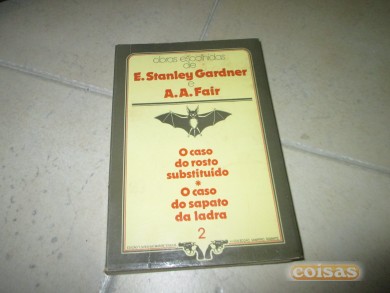 obras escolhidas
de
E. Stanley Gardner
e
A.A. Fair
O caso
do rosto
substituído
*
O caso
do sapato
da ladra
2
coisas